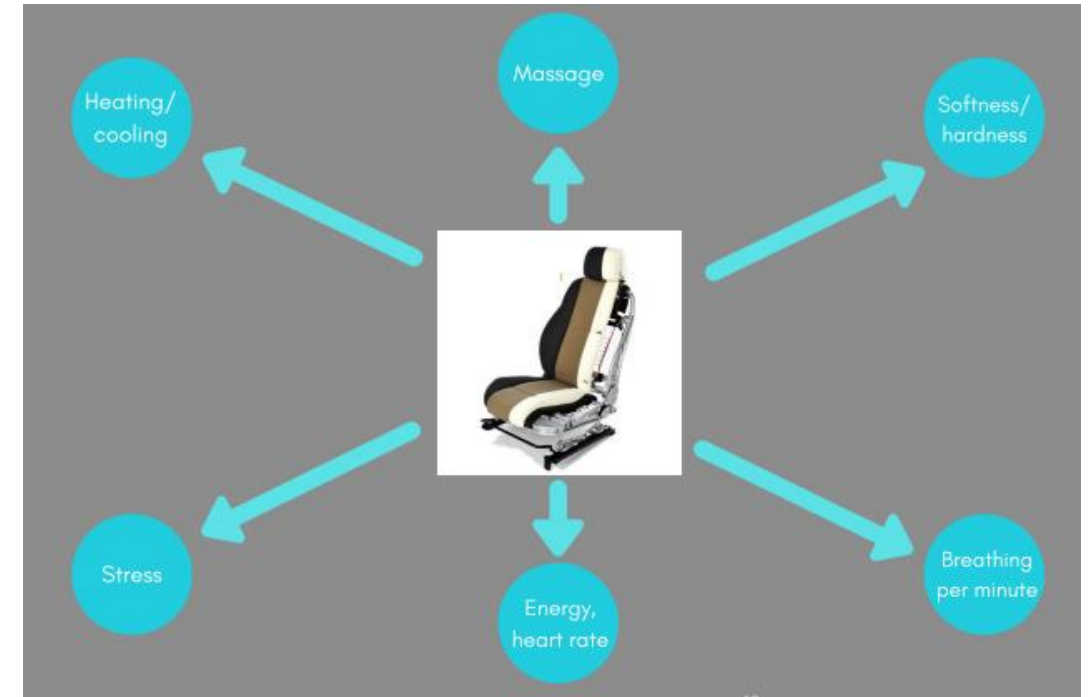 Massage
Heating/
cooling
Softness/
hardness
Stress
Energy,
heart rate
Breathing
per minute